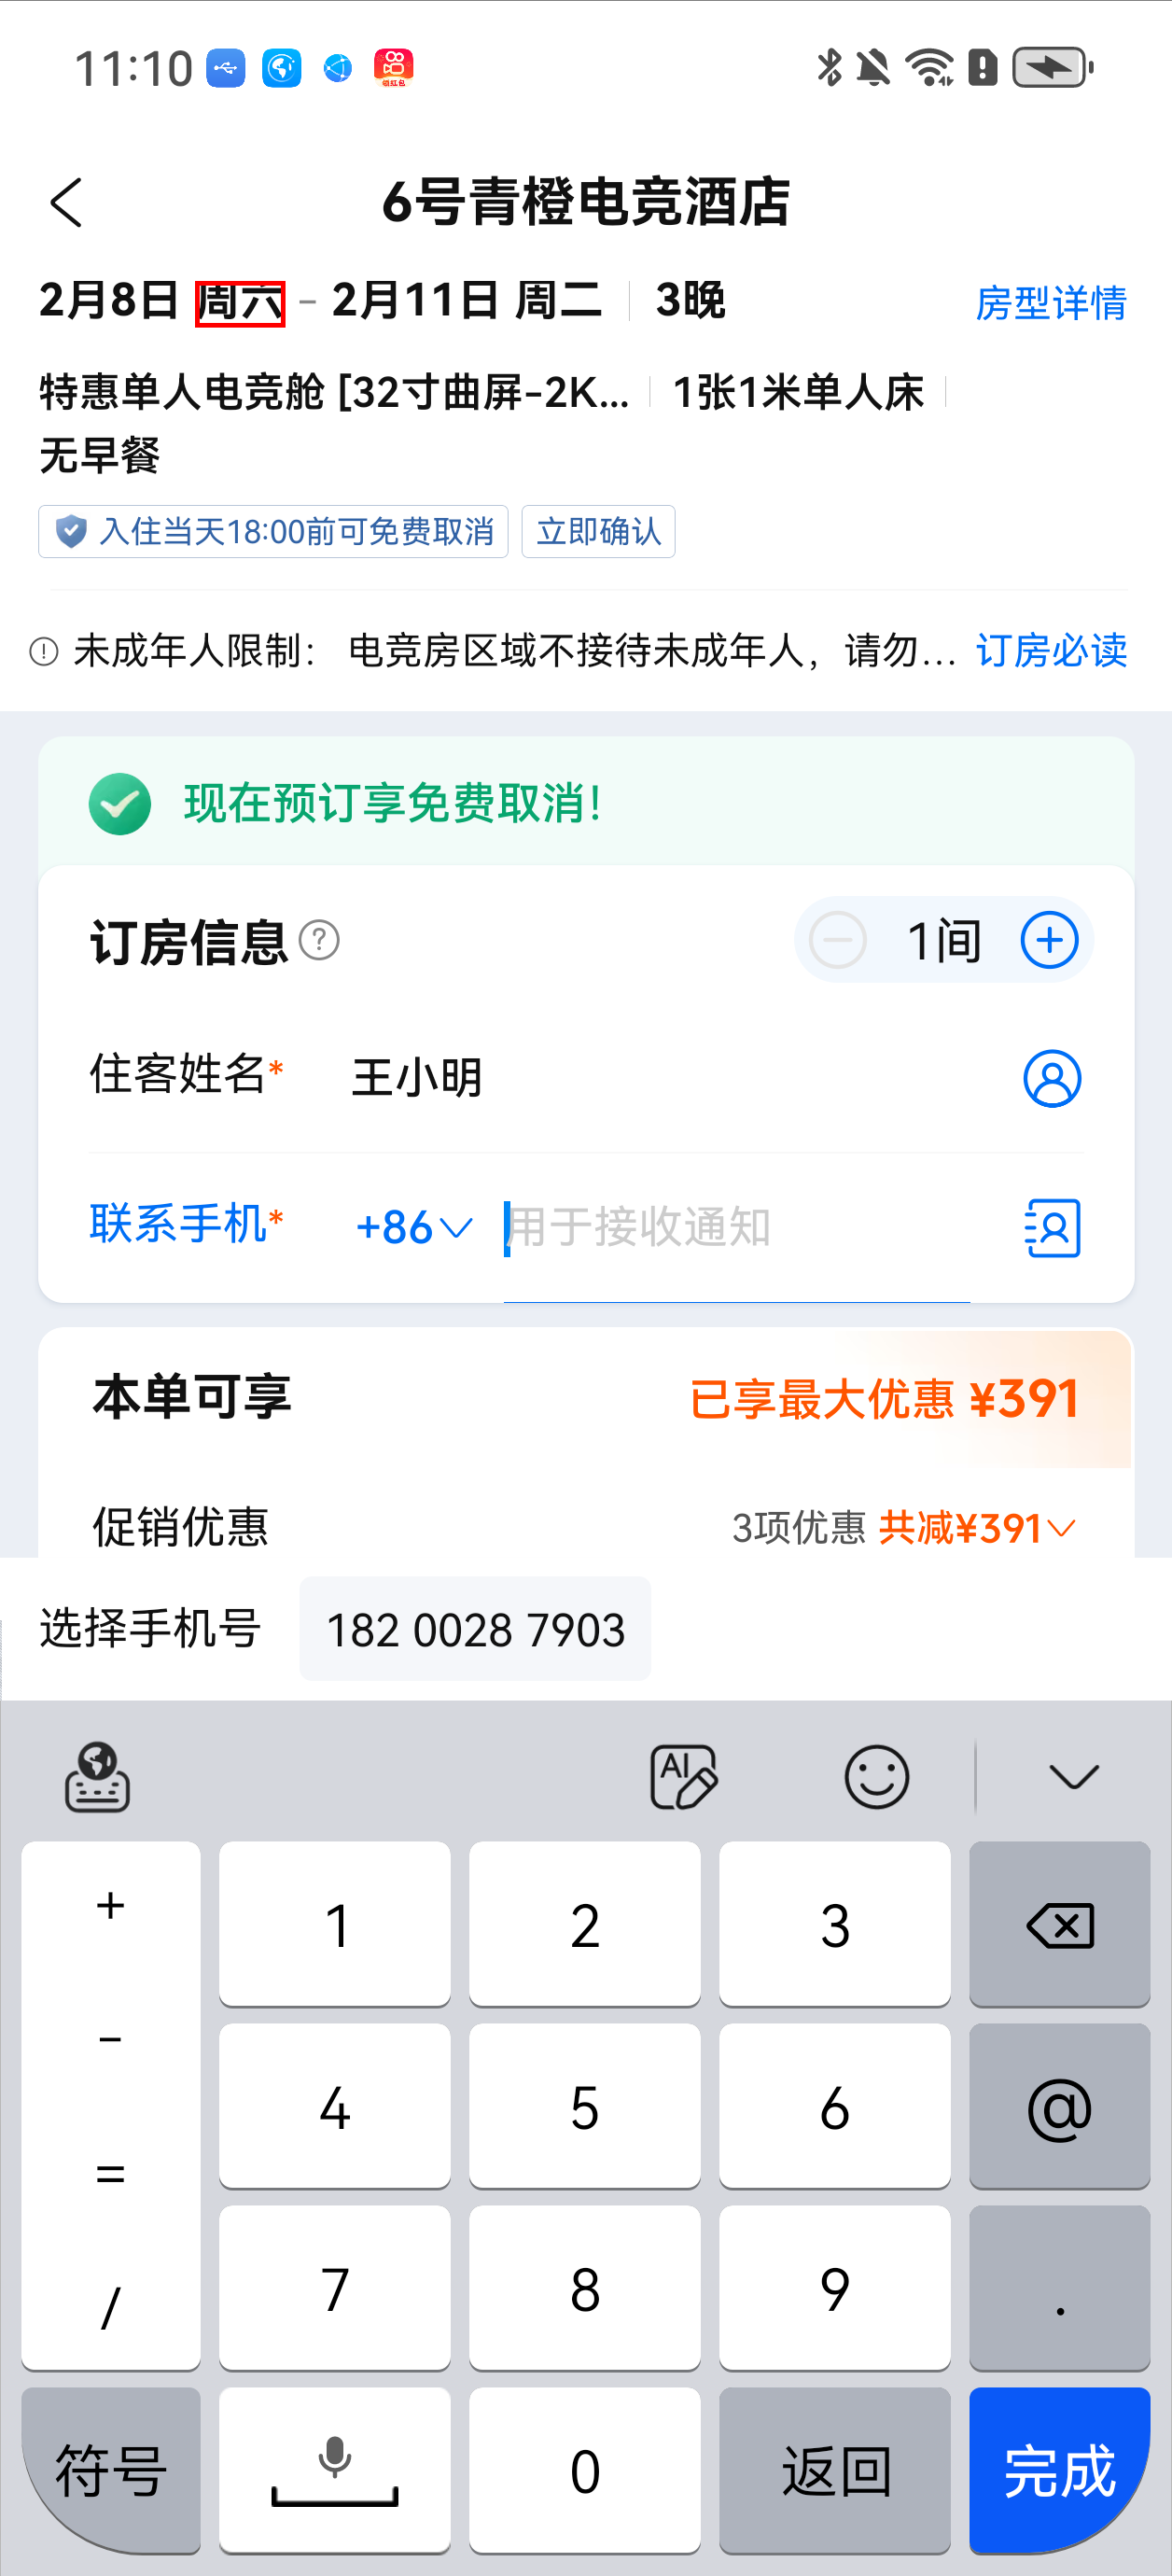 11:10
领红包
6号青橙电竞酒店
2月8日 周六 - 2月11日 周二 3晚 房型详情
特惠单人电竞舱 [32寸曲屏-2K... 1张1米单人床
无早餐
入住当天18:00前可免费取消 立即确认
未成年人限制： 电竞房区域不接待未成年人，请勿... 订房必读
现在预订享免费取消！
订房信息 ? 1间
住客姓名* 王小明
联系手机* +86 用于接收通知
本单可享 已享最大优惠 ¥391
促销优惠 3项优惠 共减¥391
选择手机号 182 0028 7903
AI
+ 1 2 3
- 4 5 6 @
= 7 8 9 .
/
符号 0 返回 完成